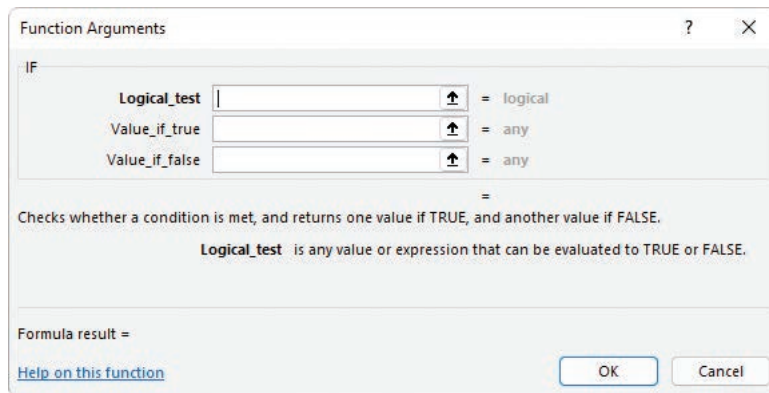 Function Arguments ? X
IF
Logical_test = logical
Value_if_true = any
Value_if_false = any
=
Checks whether a condition is met, and returns one value if TRUE, and another value if FALSE.
Logical_test is any value or expression that can be evaluated to TRUE or FALSE.
Formula result =
Help on this function OK Cancel